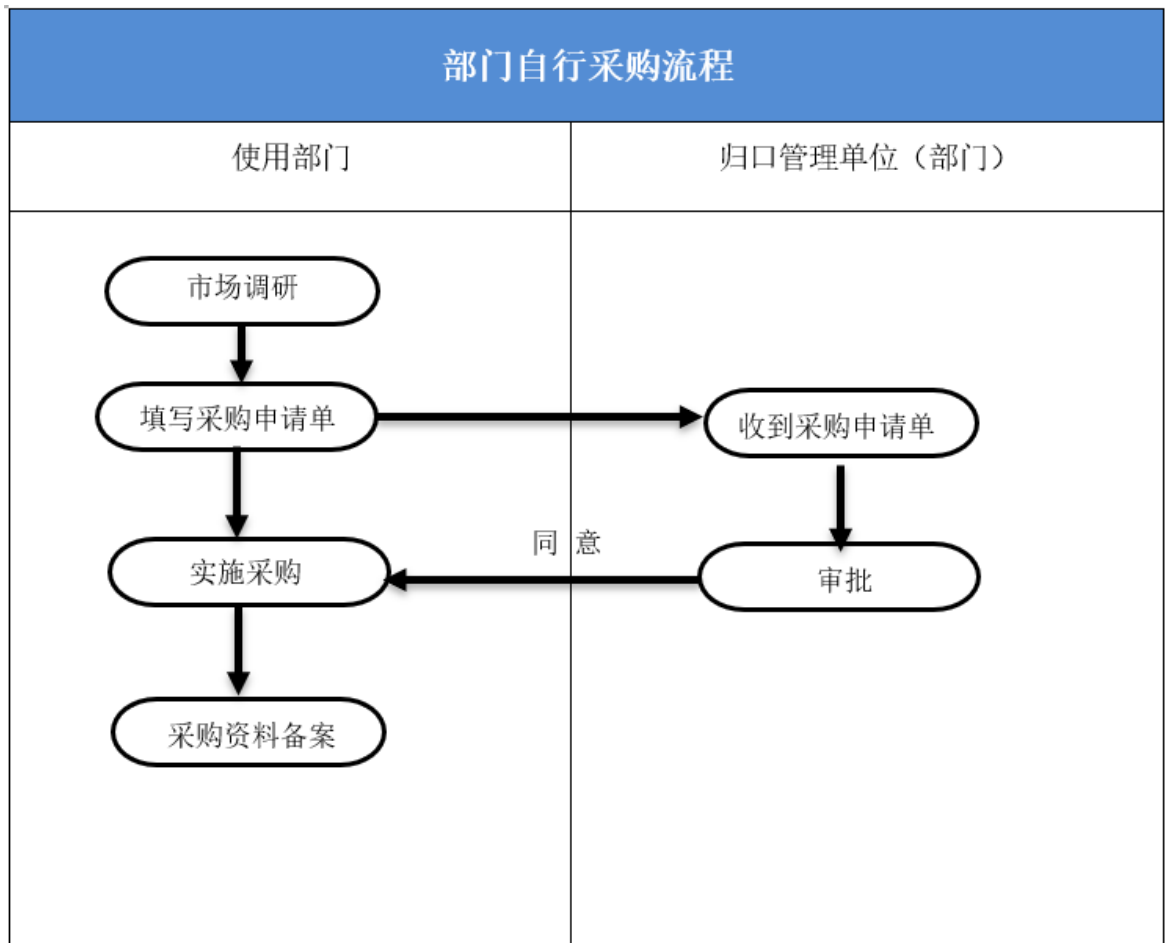 部门自行采购流程
使用部门
归口管理单位（部门）
市场调研
填写采购申请单
收到采购申请单
同 意
实施采购
审批
采购资料备案